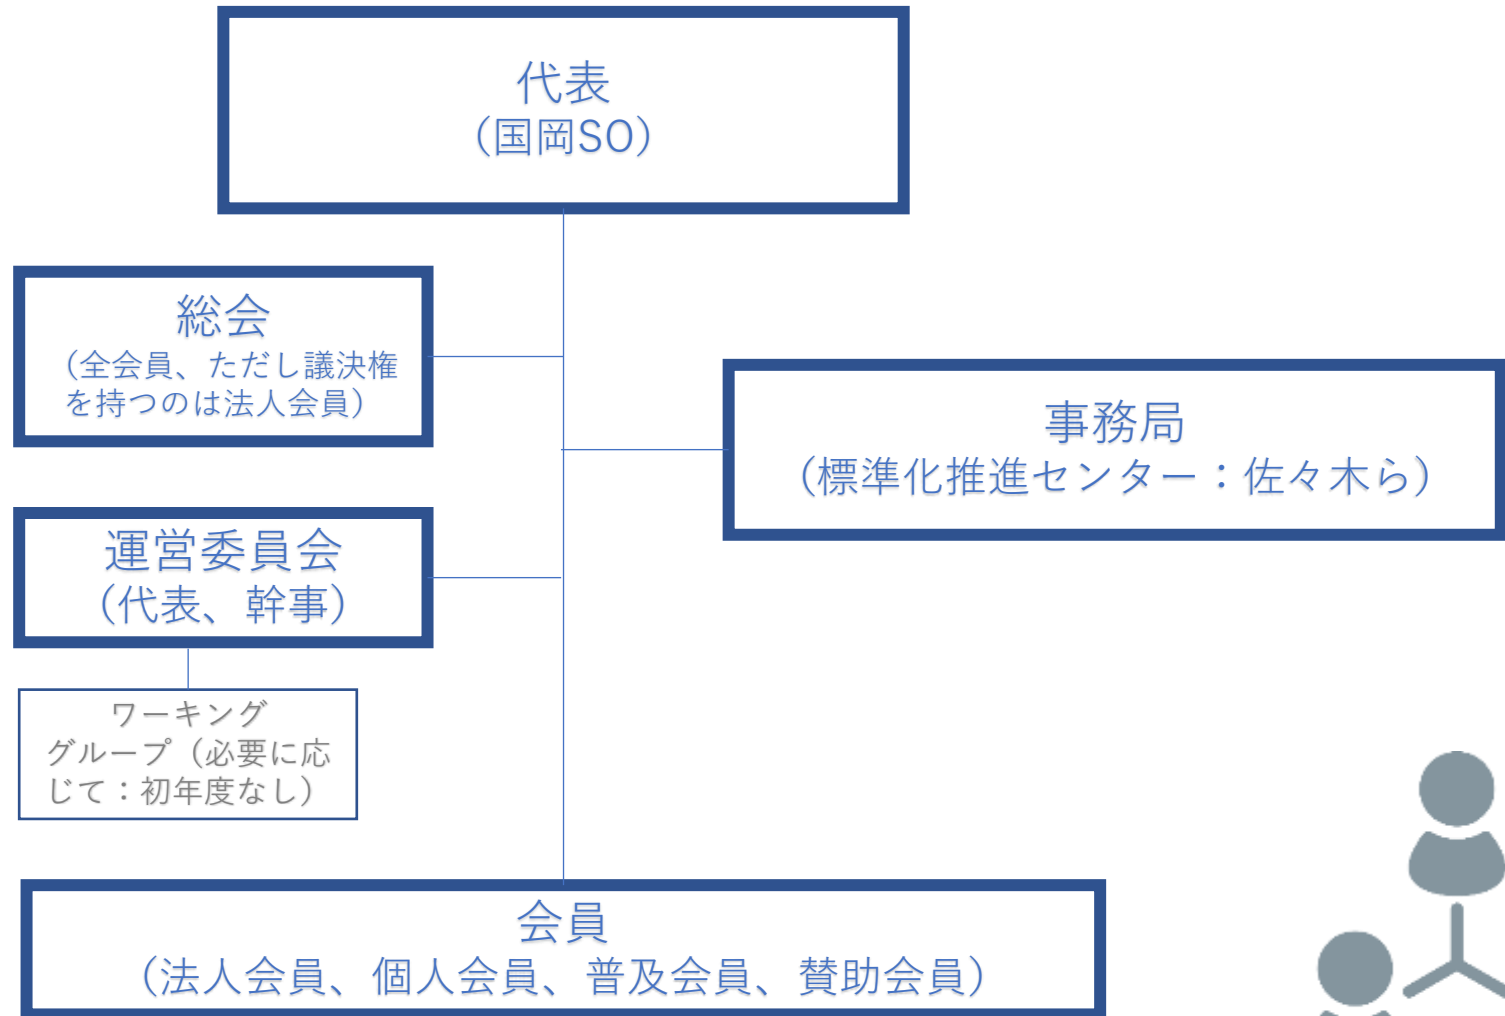 代表
（国岡SO）
総会
（全会員、ただし議決権
を持つのは法人会員）
事務局
（標準化推進センター：佐々木ら）
運営委員会
（代表、幹事）
ワーキング
グループ（必要に応
じて：初年度なし）
会員
（法人会員、個人会員、普及会員、賛助会員）